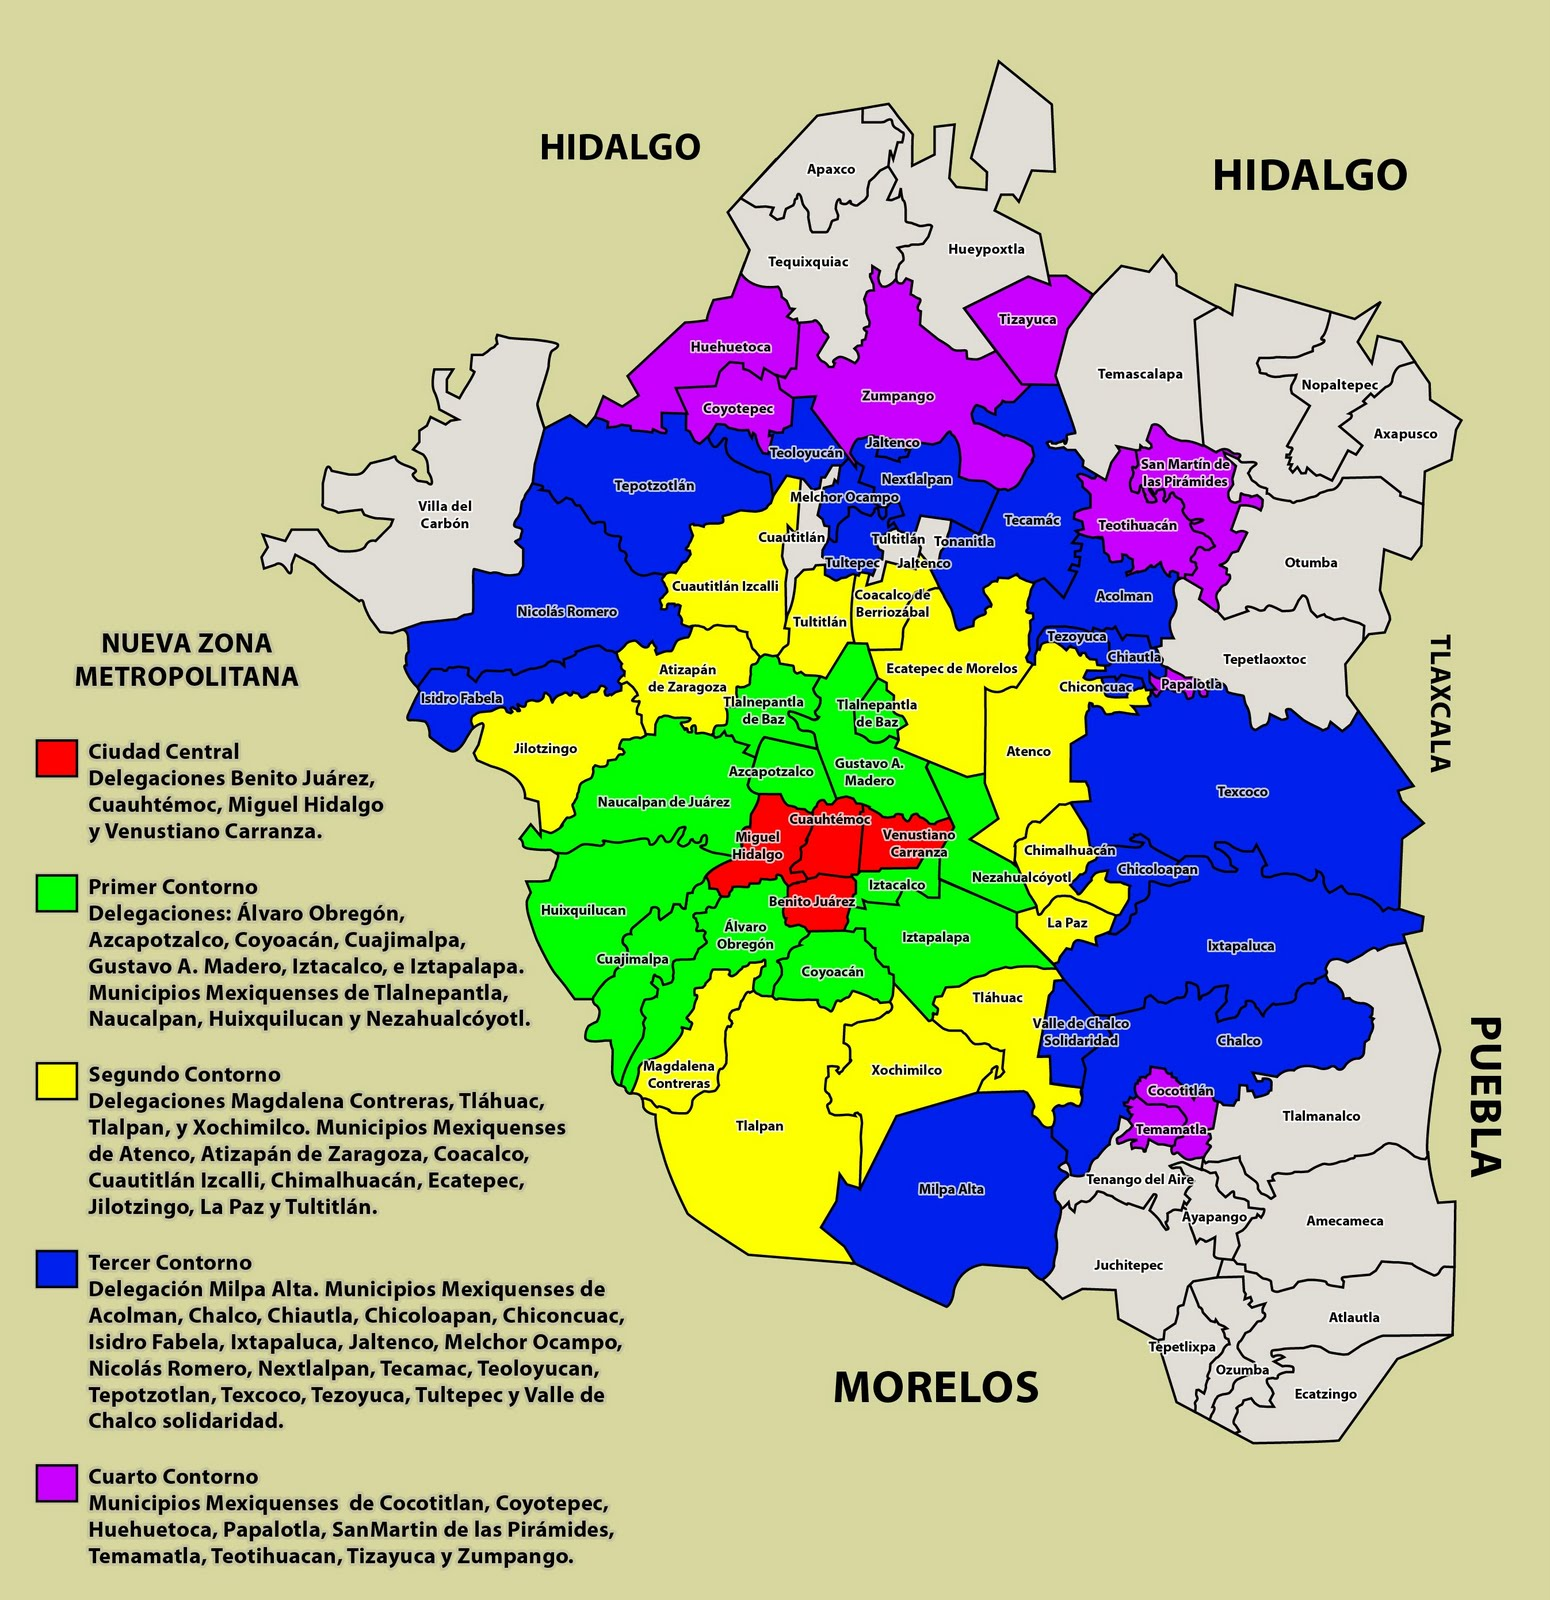 HIDALGO
HIDALGO
Apaxco
Hueypoxtla
Tequixquiac
Tizayuca
Huehuetoca
Temascalapa
Nopaltepec
Zumpango
Coyotepec
Axapusco
Jaltenco
Teoloyucán
San Martín de
las Pirámides
Nextlalpan
Tepotzotlán
Melchor Ocampo
Villa del
Carbón
Tecamác
Teotihuacán
Cuautitlán
Tultitlán
Tonanitla
Tultepec
Jaltenco
Otumba
Cuautitlán Izcalli
Coacalco de
Berriozábal
Acolman
Nicolás Romero
Tultitlán
Tezoyuca
Chiautla
Tepetlaoxtoc
TLAXCALA
Atizapán
de Zaragoza
Ecatepec de Morelos
Chiconcuac
Papalotla
Isidro Fabela
Tlalnepantla
de Baz
Tlalnepantla
de Baz
Jilotzingo
Atenco
Azcapotzalco
Gustavo A.
Madero
Texcoco
Naucalpan de Juárez
Cuauhtémoc
Miguel
Hidalgo
Venustiano
Carranza
Chimalhuacán
Chicoloapan
Nezahualcóyotl
Iztacalco
Benito Juárez
Huixquilucan
La Paz
Álvaro
Obregón
Iztapalapa
Ixtapaluca
Cuajimalpa
Coyoacán
Tláhuac
Valle de Chalco
Solidaridad
Chalco
PUEBLA
Magdalena
Contreras
Xochimilco
Cocotitlán
Tlalmanalco
Tlalpan
Temamatla
Milpa Alta
Tenango del Aire
Ayapango
Amecameca
Juchitepec
Atlautla
Tepetlixpa
Ozumba
Ecatzingo
MORELOS
NUEVA ZONA
METROPOLITANA
Ciudad Central
Delegaciones Benito Juárez,
Cuauhtémoc, Miguel Hidalgo
y Venustiano Carranza.
Primer Contorno
Delegaciones: Álvaro Obregón,
Azcapotzalco, Coyoacán, Cuajimalpa,
Gustavo A. Madero, Iztacalco, e Iztapalapa.
Municipios Mexiquenses de Tlalnepantla,
Naucalpan, Huixquilucan y Nezahualcóyotl.
Segundo Contorno
Delegaciones Magdalena Contreras, Tláhuac,
Tlalpan, y Xochimilco. Municipios Mexiquenses
de Atenco, Atizapán de Zaragoza, Coacalco,
Cuautitlán Izcalli, Chimalhuacán, Ecatepec,
Jilotzingo, La Paz y Tultitlán.
Tercer Contorno
Delegación Milpa Alta. Municipios Mexiquenses de
Acolman, Chalco, Chiautla, Chicoloapan, Chiconcuac,
Isidro Fabela, Ixtapaluca, Jaltenco, Melchor Ocampo,
Nicolás Romero, Nextlalpan, Tecamac, Teoloyucan,
Tepotzotlan, Texcoco, Tezoyuca, Tultepec y Valle de
Chalco solidaridad.
Cuarto Contorno
Municipios Mexiquenses de Cocotitlan, Coyotepec,
Huehuetoca, Papalotla, SanMartin de las Pirámides,
Temamatla, Teotihuacan, Tizayuca y Zumpango.